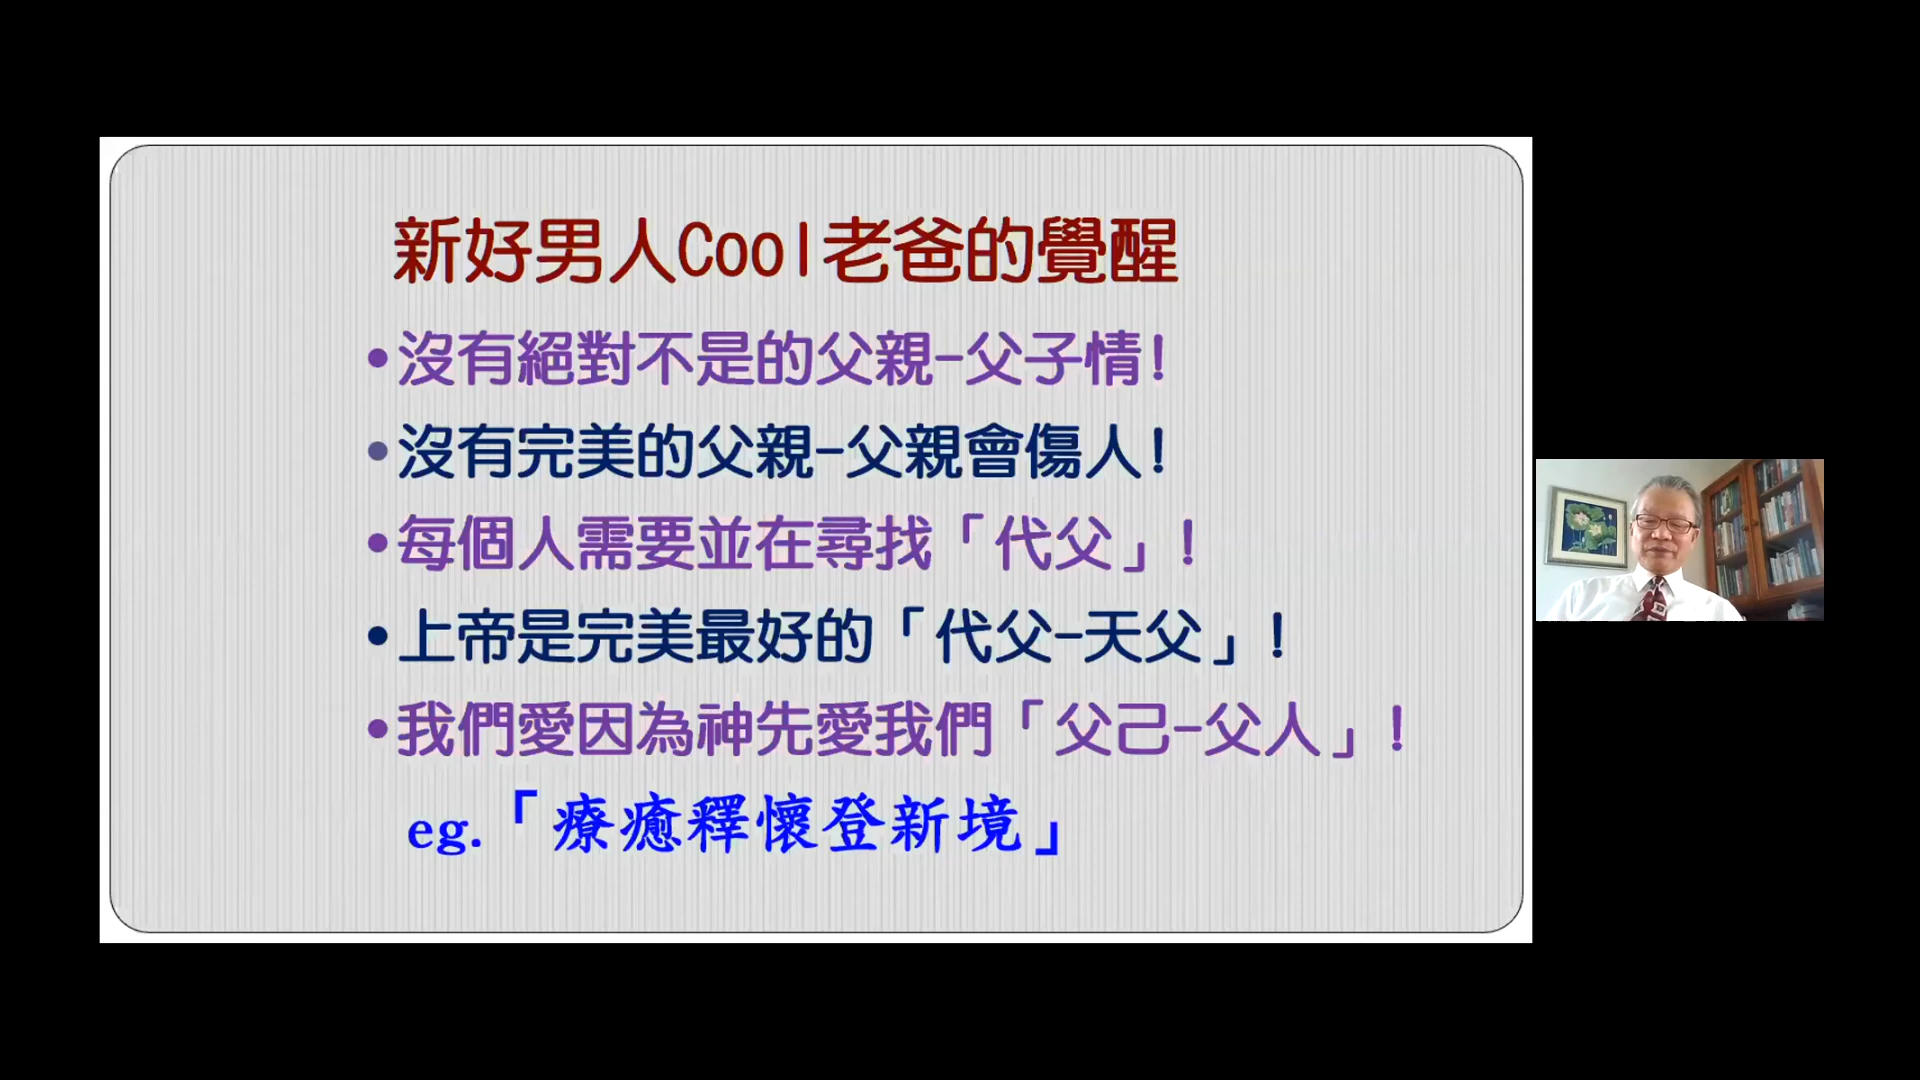 新好男人Cool老爸的覺醒
•沒有絕對不是的父親-父子情!
•沒有完美的父親-父親會傷人!
•每個人需要並在尋找「代父」!
•上帝是完美最好的「代父-天父」!
•我們愛因為神先愛我們「父己-父人」!
eg.「療癒釋懷登新境」